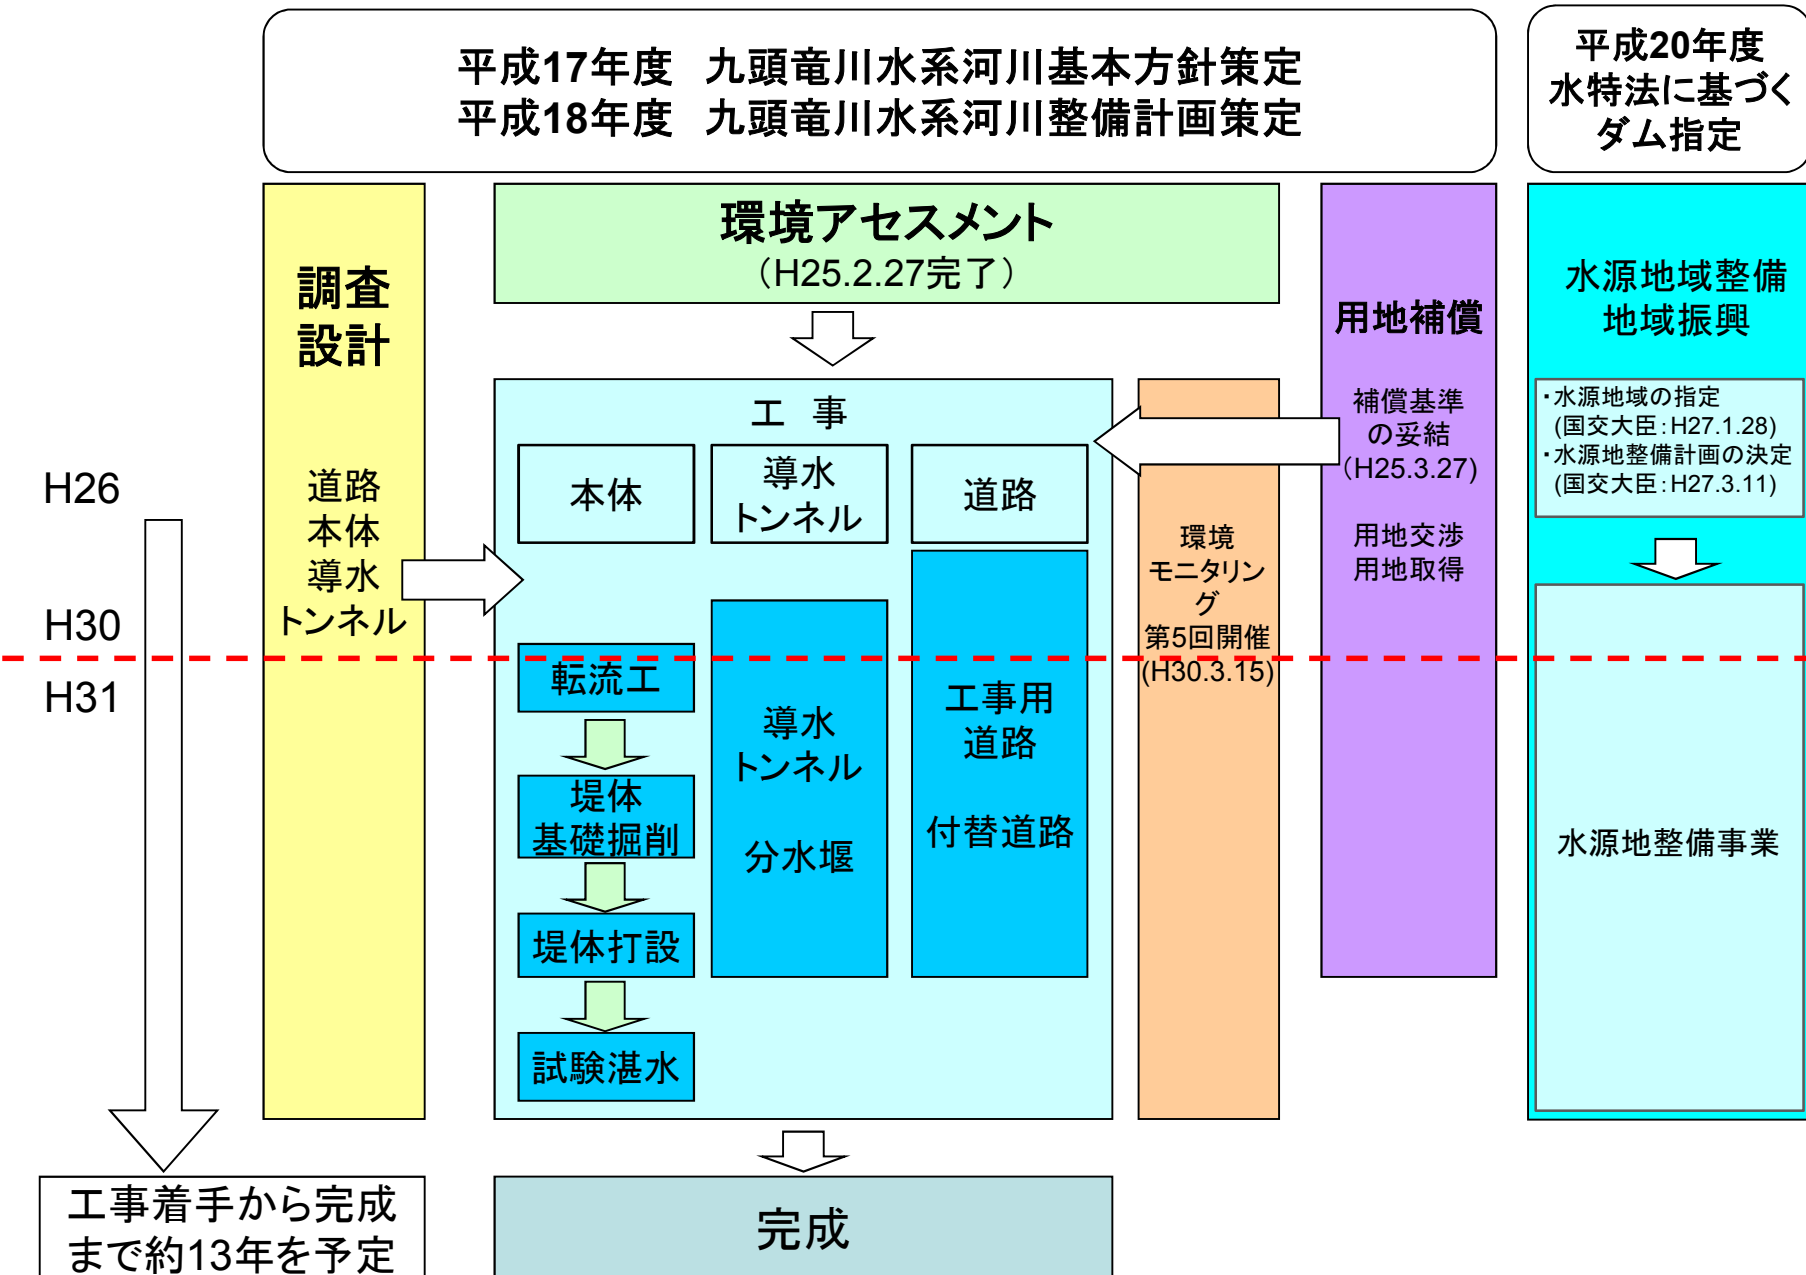 平成17年度　九頭竜川水系河川基本方針策定
平成18年度　九頭竜川水系河川整備計画策定
平成20年度
水特法に基づく
ダム指定
調査
設計
道路
本体
導水
トンネル
環境アセスメント
（H25.2.27完了）
工　事
本体
導水
トンネル
道路
転流工
堤体
基礎掘削
堤体打設
試験湛水
導水
トンネル
分水堰
工事用
道路
付替道路
環境
モニタリン
グ
第5回開催
(H30.3.15)
用地補償
補償基準
の妥結
（H25.3.27)
用地交渉
用地取得
水源地域整備
地域振興
・水源地域の指定
(国交大臣：H27.1.28)
・水源地整備計画の決定
(国交大臣：H27.3.11)
水源地整備事業
H26
H30
H31
工事着手から完成
まで約13年を予定
完成